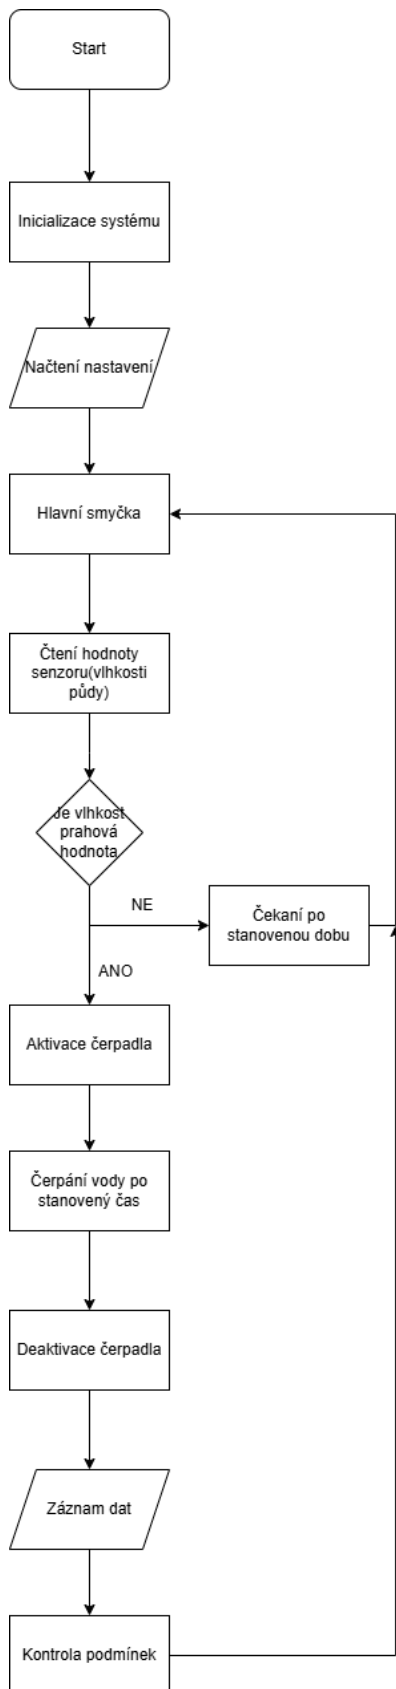 Start
Inicializace systému
Načtení nastavení
Hlavní smyčka
Čtení hodnoty
senzoru(vlhkosti
půdy)
Je vlhkost
prahová
hodnota
NE
Čekaní po
stanovenou dobu
ANO
Aktivace čerpadla
Čerpání vody po
stanovený čas
Deaktivace čerpadla
Záznam dat
Kontrola podmínek